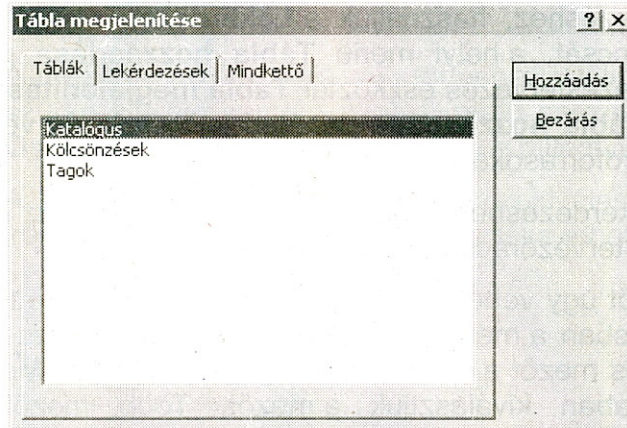 Tábla megjelenítése
Táblák
Lekérdezések
Mindkettő
Hozzáadás
Bezárás
Katalógus
Kölcsönzések
Tagok